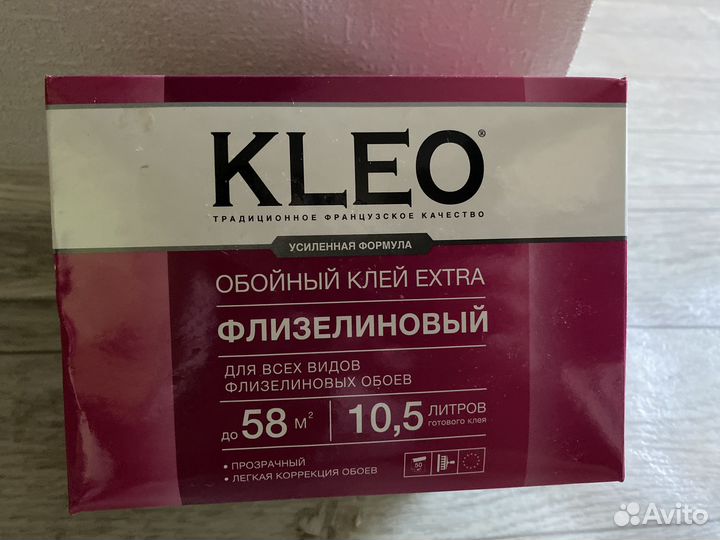 KLEO®
ТРАДИЦИОННОЕ ФРАНЦУЗСКОЕ КАЧЕСТВО
УСИЛЕННАЯ ФОРМУЛА
ОБОЙНЫЙ КЛЕЙ EXTRA
ФЛИЗЕЛИНОВЫЙ
ДЛЯ ВСЕХ ВИДОВ
ФЛИЗЕЛИНОВЫХ ОБОЕВ
до 58 м² 10,5 ЛИТРОВ готового клея
• ПРОЗРАЧНЫЙ
• ЛЕГКАЯ КОРРЕКЦИЯ ОБОЕВ
50
Avito